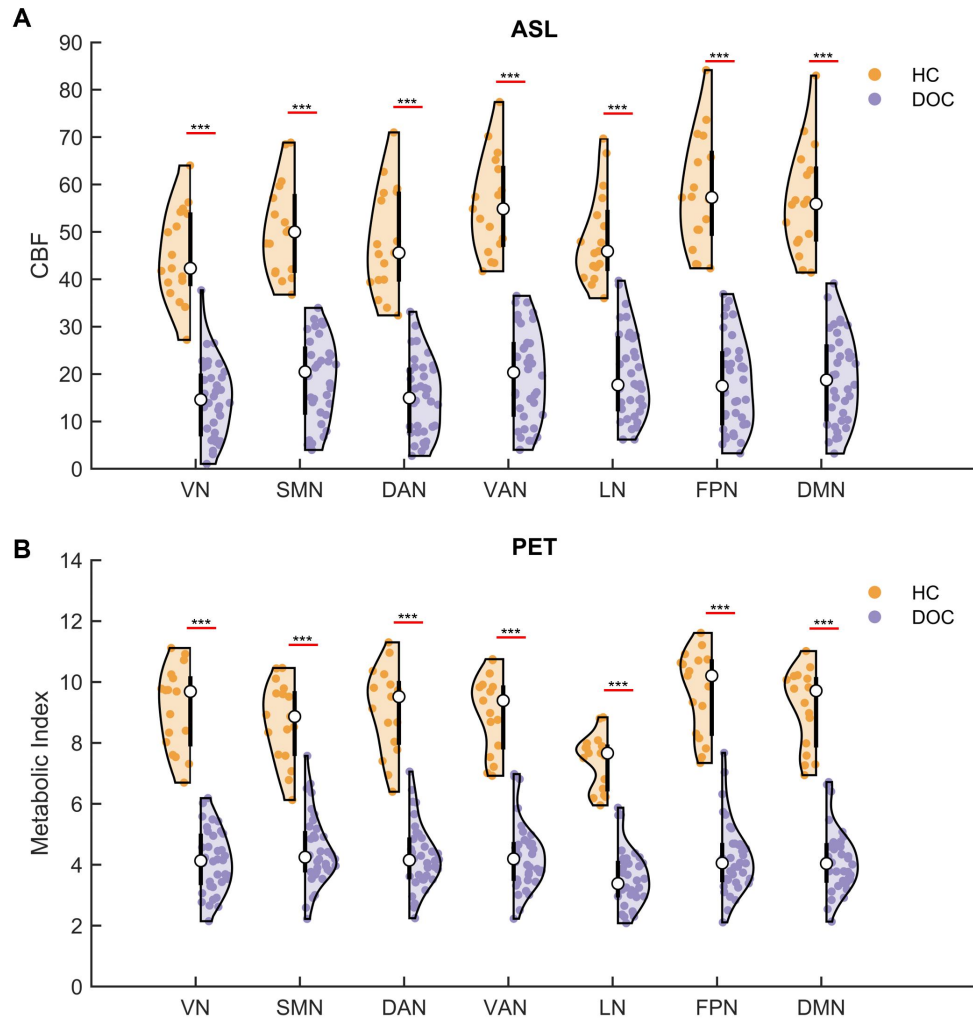 A
ASL
90
80
70
60
50
40
30
20
10
0
CBF
*** *** *** *** *** *** ***
HC
DOC
VN SMN DAN VAN LN FPN DMN
B
PET
14
12
10
8
6
4
2
0
Metabolic Index
*** *** *** *** *** *** ***
HC
DOC
VN SMN DAN VAN LN FPN DMN